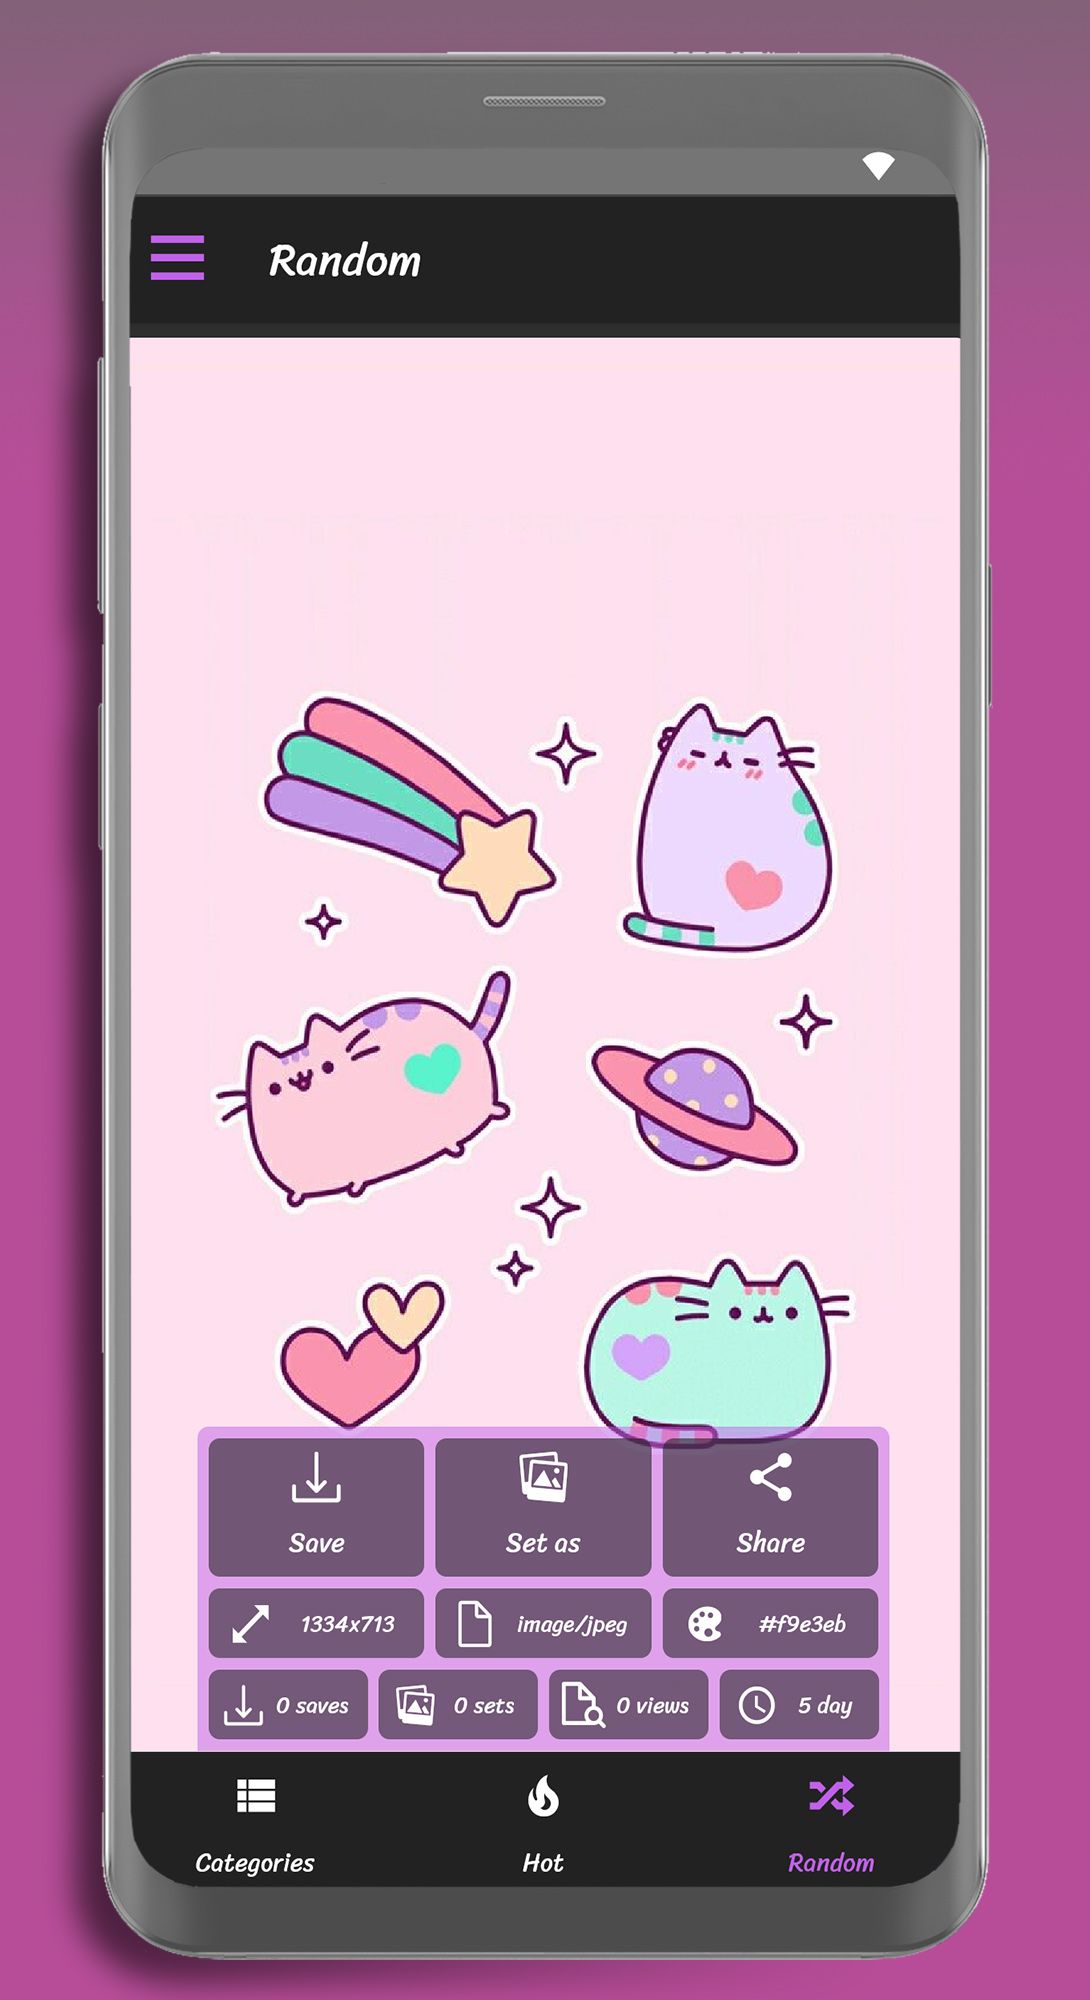 Random
Save Set as Share
1334x713 image/jpeg #f9e3eb
0 saves 0 sets 0 views 5 day
Categories Hot Random